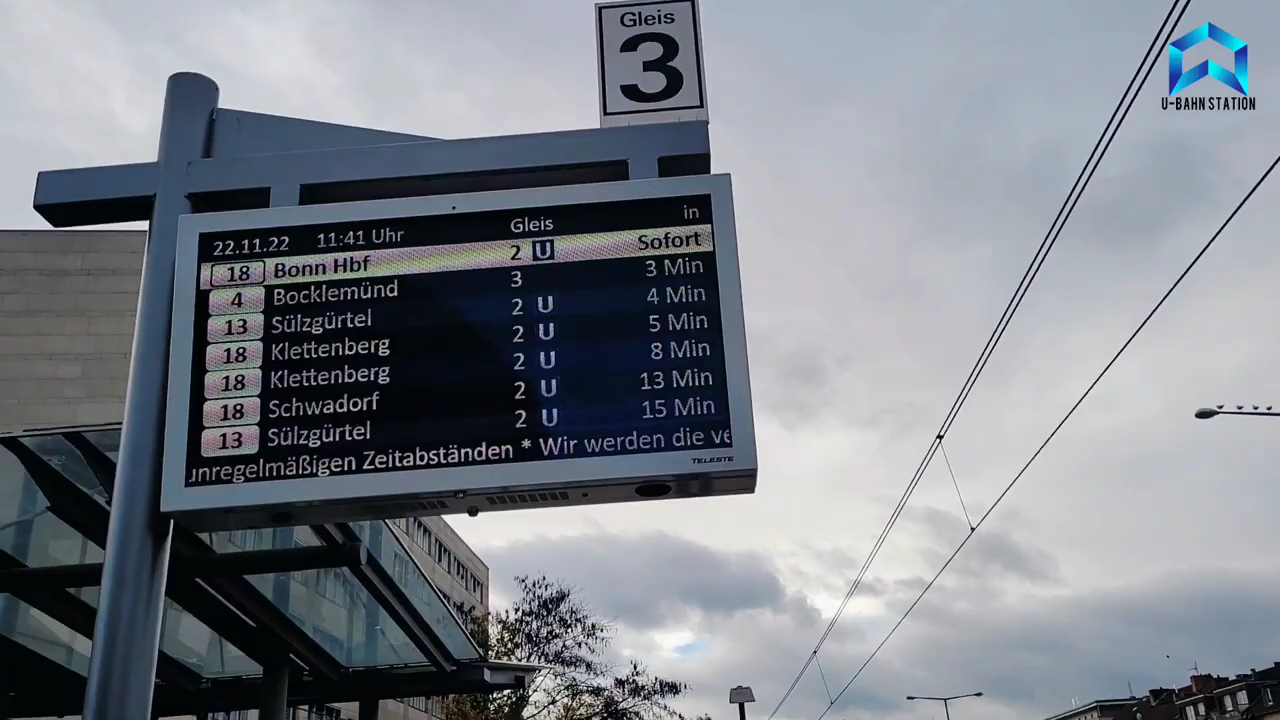 Gleis
3
U-BAHN STATION
22.11.22 11:41 Uhr Gleis in
18 Bonn Hbf 2 U Sofort
4 Bocklemünd 3 3 Min
13 Sülzgürtel 2 U 4 Min
18 Klettenberg 2 U 5 Min
18 Klettenberg 2 U 8 Min
18 Schwadorf 2 U 13 Min
13 Sülzgürtel 2 U 15 Min
unregelmäßigen Zeitabständen * Wir werden die ve
TELESTE